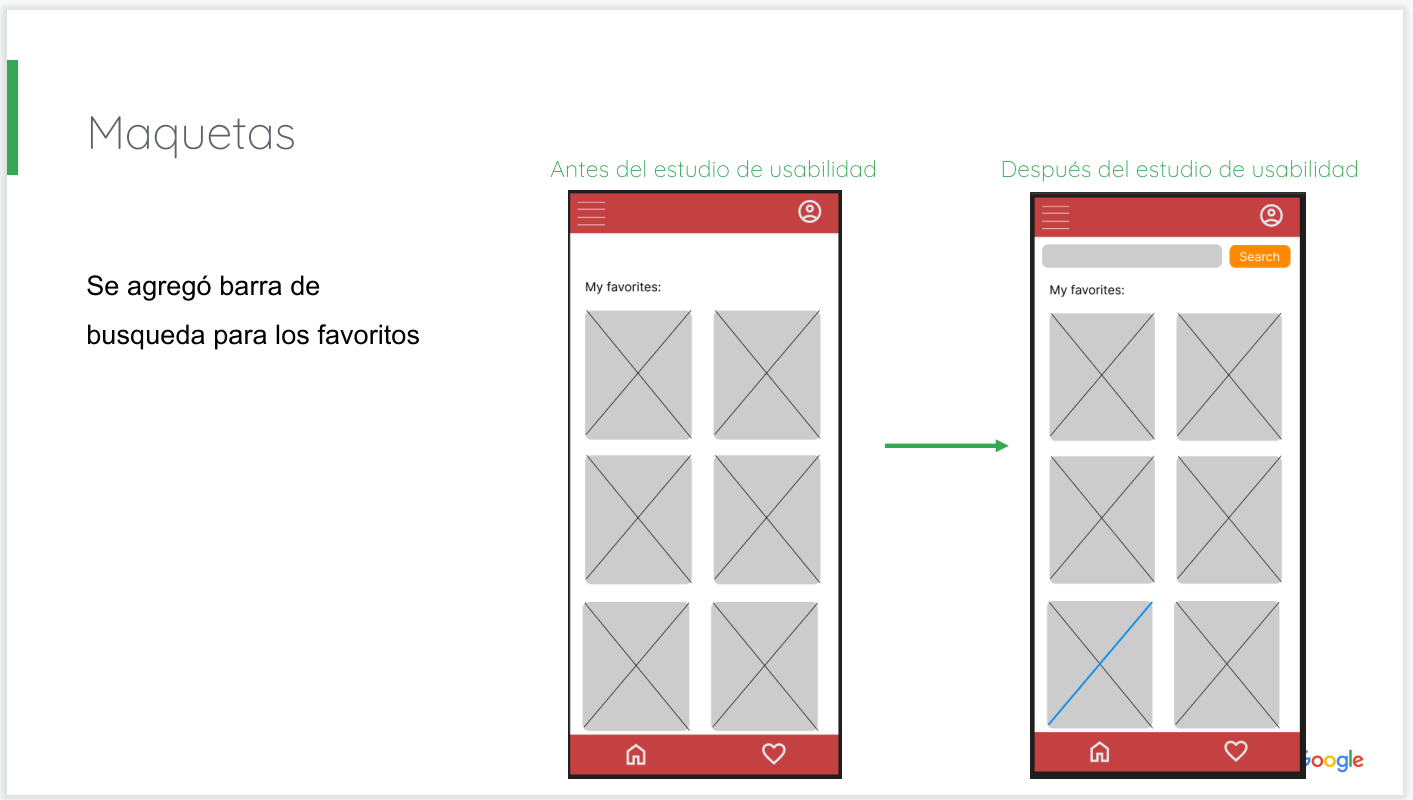 Maquetas
Antes del estudio de usabilidad
Después del estudio de usabilidad
Se agregó barra de
busqueda para los favoritos
My favorites:
Search
My favorites:
Google